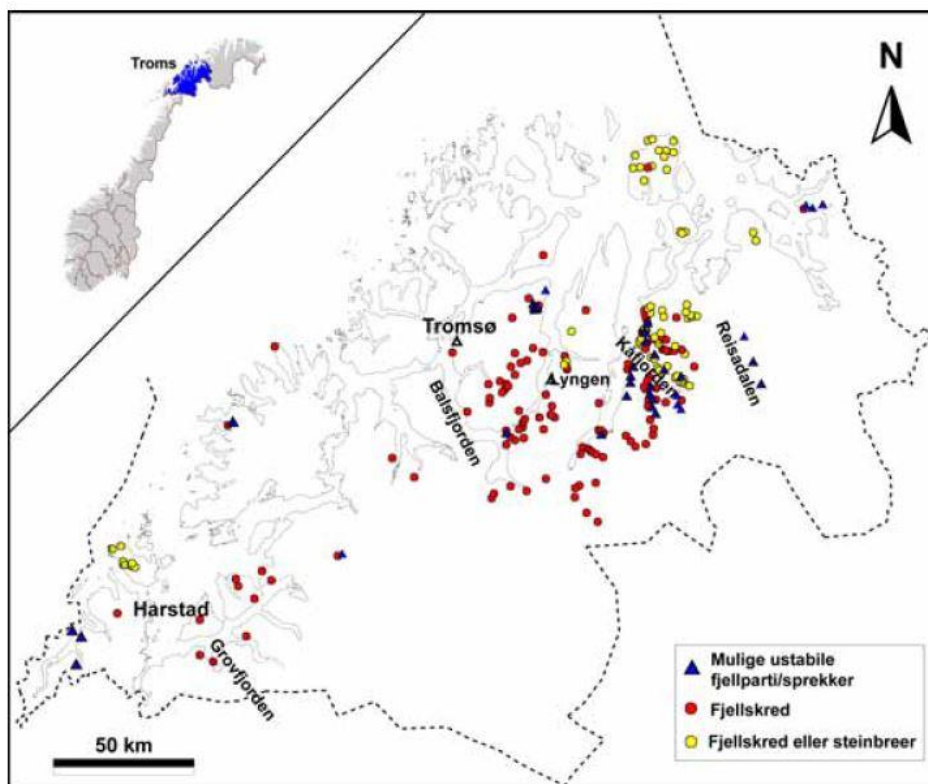 Troms
N
Tromsø
Lyngen
Kåfjorden
Reisadalen
Balsfjorden
Harstad
Grovfjorden
50 km
Mulige ustabile
fjellparti/sprekker
Fjellskred
Fjellskred eller steinbreer